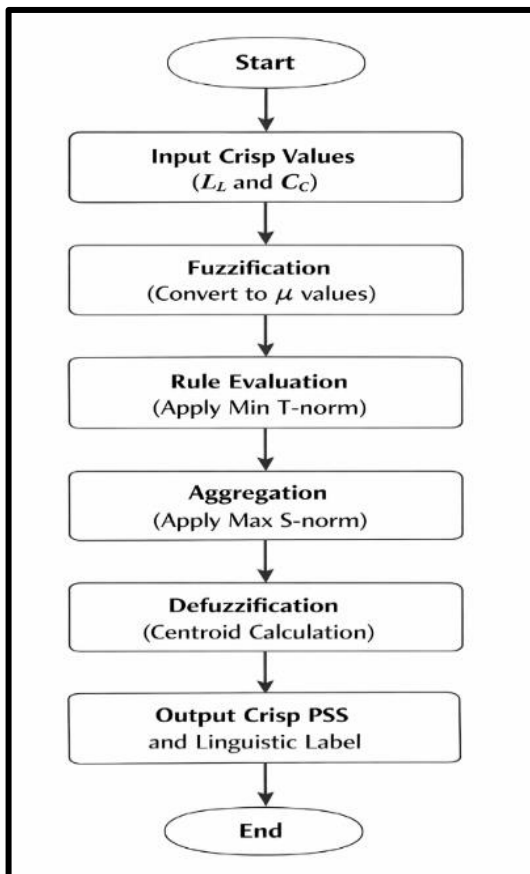 Start
Input Crisp Values
(L_L and C_C)
Fuzzification
(Convert to μ values)
Rule Evaluation
(Apply Min T-norm)
Aggregation
(Apply Max S-norm)
Defuzzification
(Centroid Calculation)
Output Crisp PSS
and Linguistic Label
End